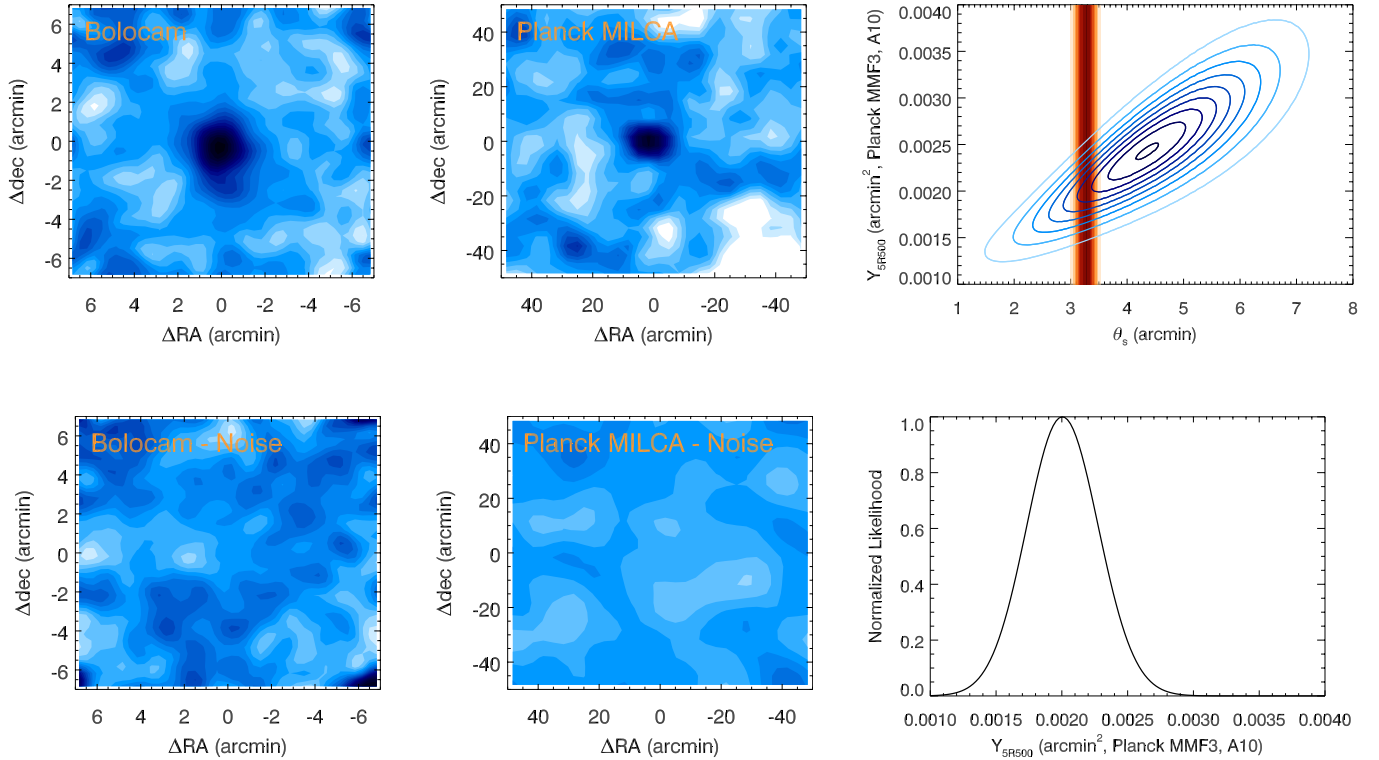 Bolocam
6
4
2
0
-2
-4
-6
Δdec (arcmin)
6 4 2 0 -2 -4 -6
ΔRA (arcmin)
Planck MILCA
40
20
0
-20
-40
Δdec (arcmin)
40 20 0 -20 -40
ΔRA (arcmin)
0.0040
0.0035
0.0030
0.0025
0.0020
0.0015
0.0010
Y5R500 (arcmin², Planck MMF3, A10)
1 2 3 4 5 6 7 8
θs (arcmin)
Bolocam - Noise
6
4
2
0
-2
-4
-6
Δdec (arcmin)
6 4 2 0 -2 -4 -6
ΔRA (arcmin)
Planck MILCA - Noise
40
20
0
-20
-40
Δdec (arcmin)
40 20 0 -20 -40
ΔRA (arcmin)
1.0
0.8
0.6
0.4
0.2
0.0
Normalized Likelihood
0.0010 0.0015 0.0020 0.0025 0.0030 0.0035 0.0040
Y5R500 (arcmin², Planck MMF3, A10)